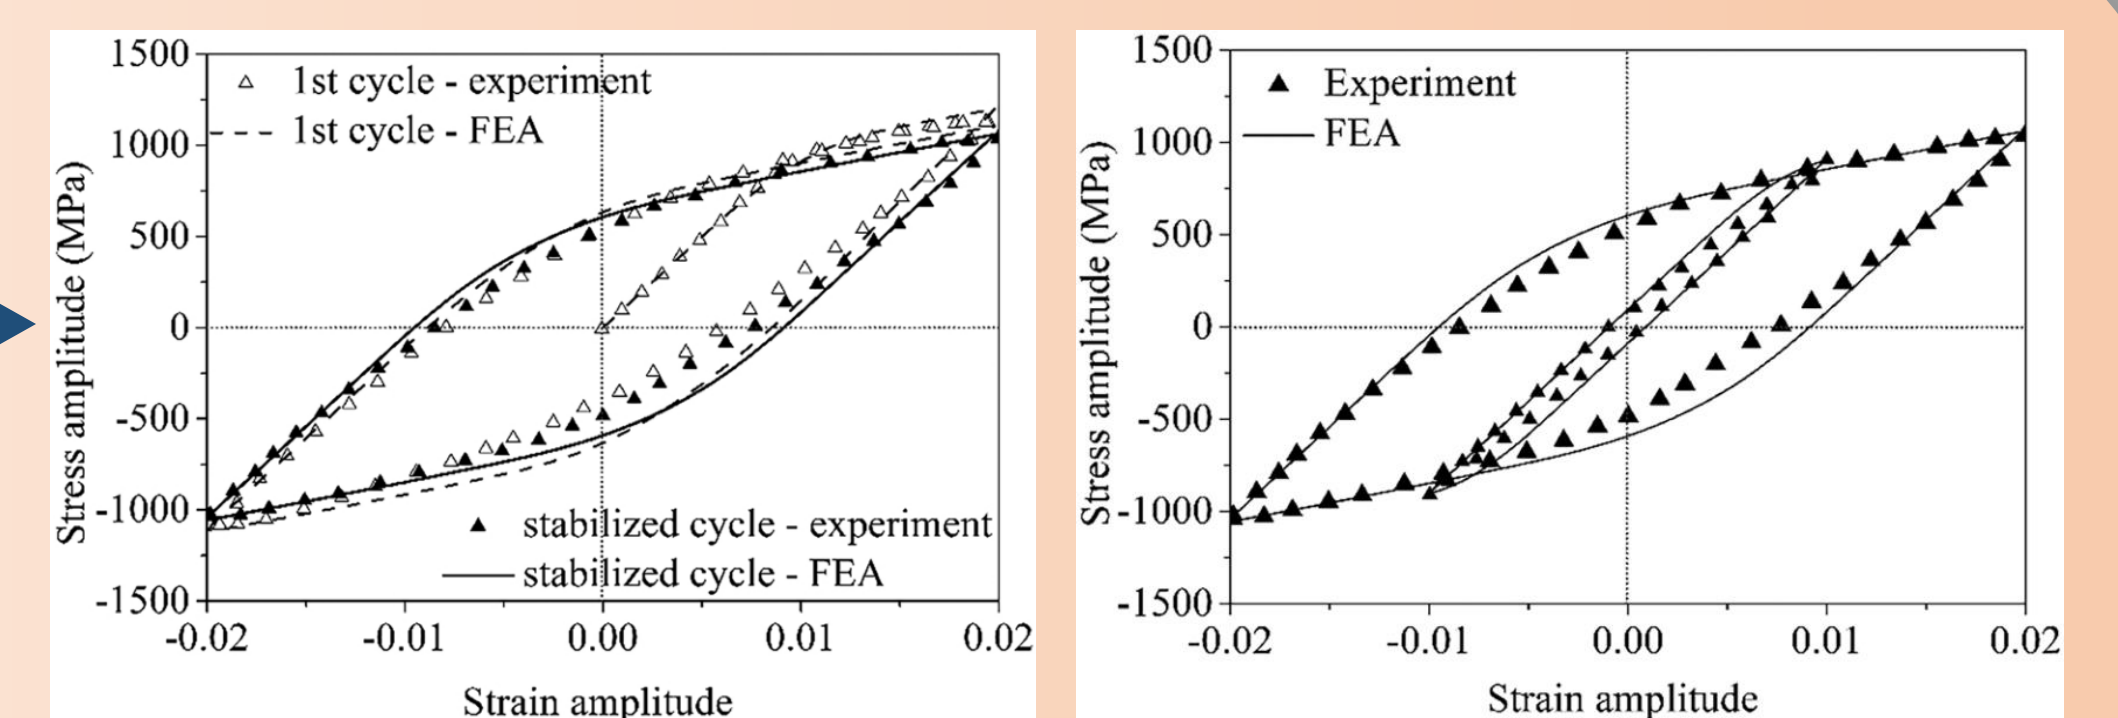 1500
1st cycle - experiment
1st cycle - FEA
1000
500
0
-500
-1000
-1500
stabilized cycle - experiment
stabilized cycle - FEA
Stress amplitude (MPa)
-0.02 -0.01 0.00 0.01 0.02
Strain amplitude
1500
Experiment
FEA
1000
500
0
-500
-1000
-1500
Stress amplitude (MPa)
-0.02 -0.01 0.00 0.01 0.02
Strain amplitude